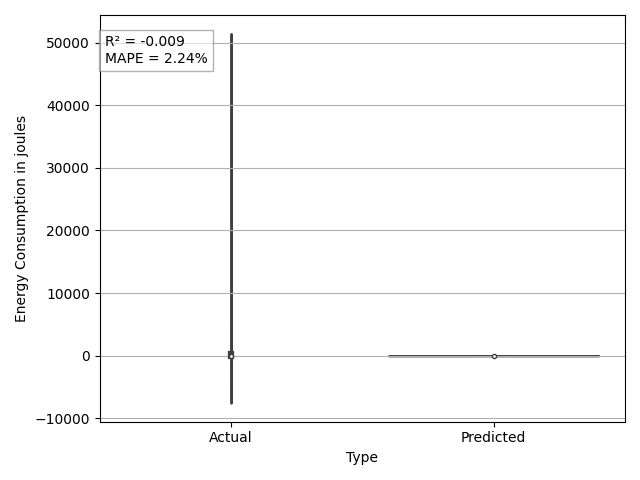 R² = -0.009
MAPE = 2.24%
50000
40000
30000
20000
10000
0
−10000
Energy Consumption in joules
Actual
Predicted
Type